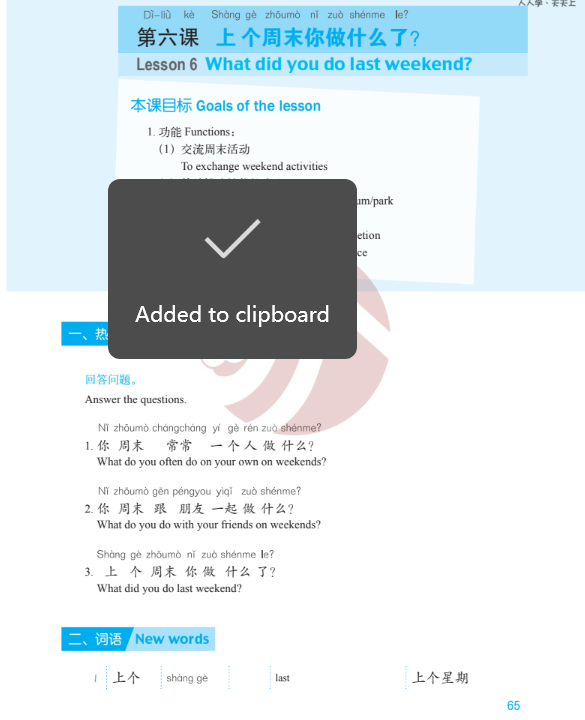 人人学·天天上
Dì-liù kè Shàng gè zhōumò nǐ zuò shénme le?
第六课 上个周末你做什么了?
Lesson 6 What did you do last weekend?
本课目标 Goals of the lesson
1. 功能 Functions:
(1) 交流周末活动
To exchange weekend activities
um/park
etion
ce
Added to clipboard
一、热
回答问题。
Answer the questions.
Nǐ zhōumò chángcháng yí gè rén zuò shénme?
1. 你 周末 常常 一个人做 什么?
What do you often do on your own on weekends?
Nǐ zhōumò gēn péngyou yìqǐ zuò shénme?
2. 你 周末 跟 朋友 一起 做 什么?
What do you do with your friends on weekends?
Shàng gè zhōumò nǐ zuò shénme le?
3. 上 个 周末 你 做 什么 了?
What did you do last weekend?
二、词语 New words
1 上个 shàng gè last 上个星期
65